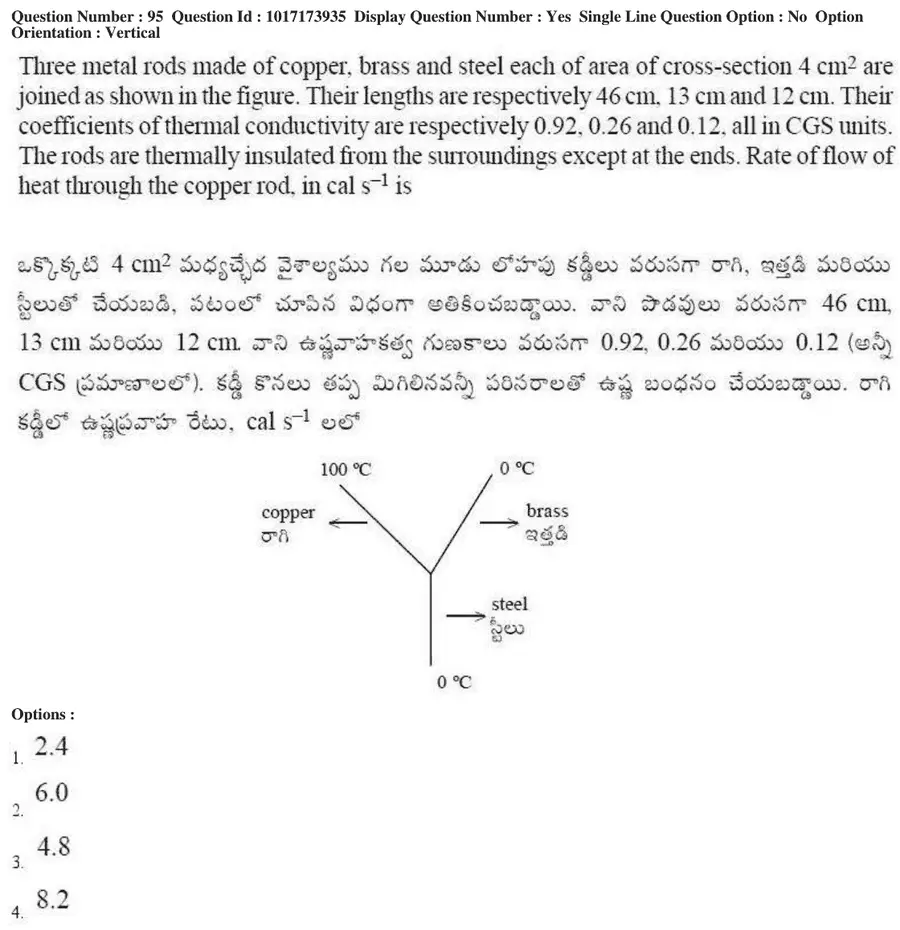 Question Number : 95 Question Id : 1017173935 Display Question Number : Yes Single Line Question Option : No Option
Orientation : Vertical
Three metal rods made of copper, brass and steel each of area of cross-section 4 cm² are
joined as shown in the figure. Their lengths are respectively 46 cm, 13 cm and 12 cm. Their
coefficients of thermal conductivity are respectively 0.92, 0.26 and 0.12, all in CGS units.
The rods are thermally insulated from the surroundings except at the ends. Rate of flow of
heat through the copper rod, in cal s⁻¹ is
ఒక్కొక్కటి 4 cm² మధ్యచ్ఛేద వైశాల్యము గల మూడు లోహపు కడ్డీలు వరుసగా రాగి, ఇత్తడి మరియు
స్టీలుతో చేయబడి, పటంలో చూపిన విధంగా అతికించబడ్డాయి. వాని పొడవులు వరుసగా 46 cm,
13 cm మరియు 12 cm. వాని ఉష్ణవాహకత్వ గుణకాలు వరుసగా 0.92, 0.26 మరియు 0.12 (అన్నీ
CGS ప్రమాణాలలో). కడ్డీ కొనలు తప్ప మిగిలినవన్నీ పరిసరాలతో ఉష్ణ బంధనం చేయబడ్డాయి. రాగి
కడ్డీలో ఉష్ణప్రవాహ రేటు, cal s⁻¹ లలో
100 ºC
0 ºC
copper
రాగి
brass
ఇత్తడి
steel
స్టీలు
0 ºC
Options :
1. 2.4
2. 6.0
3. 4.8
4. 8.2